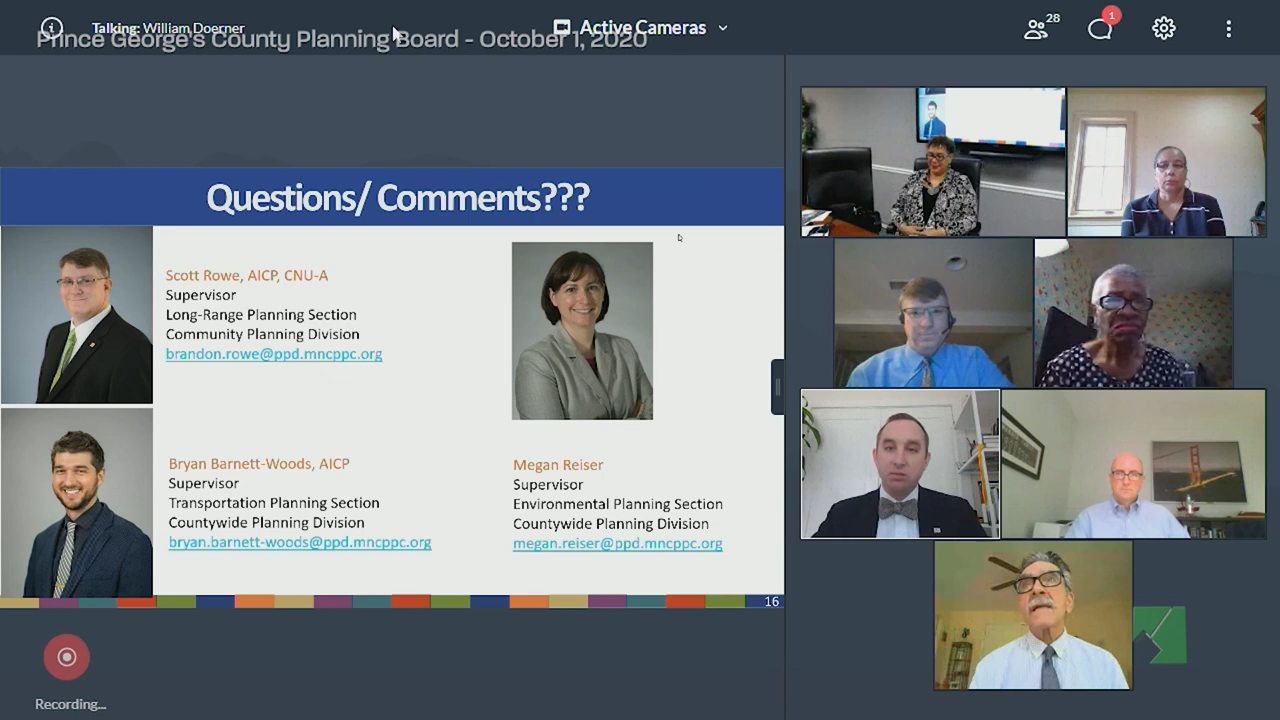 Talking: William Doerner
Active Cameras
28
1
Prince George's County Planning Board - October 1, 2020
Questions/ Comments???
Scott Rowe, AICP, CNU-A
Supervisor
Long-Range Planning Section
Community Planning Division
brandon.rowe@ppd.mncppc.org
Bryan Barnett-Woods, AICP
Supervisor
Transportation Planning Section
Countywide Planning Division
bryan.barnett-woods@ppd.mncppc.org
Megan Reiser
Supervisor
Environmental Planning Section
Countywide Planning Division
megan.reiser@ppd.mncppc.org
16
Recording...